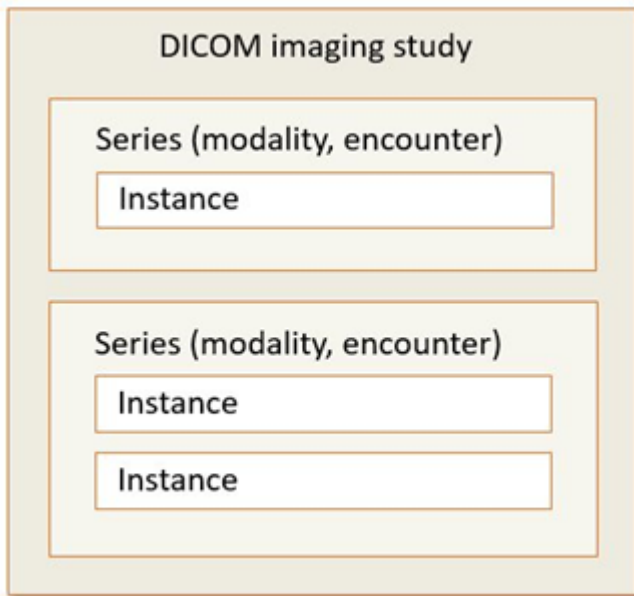 DICOM imaging study
Series (modality, encounter)
Instance
Series (modality, encounter)
Instance
Instance